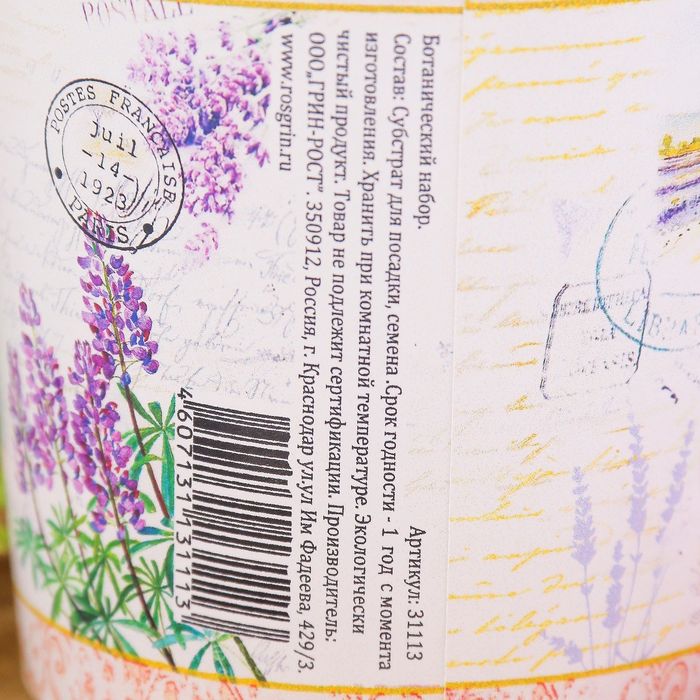 Ботанический набор. Артикул: 31113
Состав: Субстрат для посадки, семена .Срок годности - 1 год с момента
изготовления. Хранить при комнатной температуре. Экологически
чистый продукт. Товар не подлежит сертификации. Производитель:
ООО„ГРИН-РОСТ". 350912, Россия, г. Краснодар ул.ул Им Фадеева, 429/3.
www.rosgrin.ru
4607131131113
POSTALE
POSTES FRANÇAISE
Juil
-14-
1923
PARIS